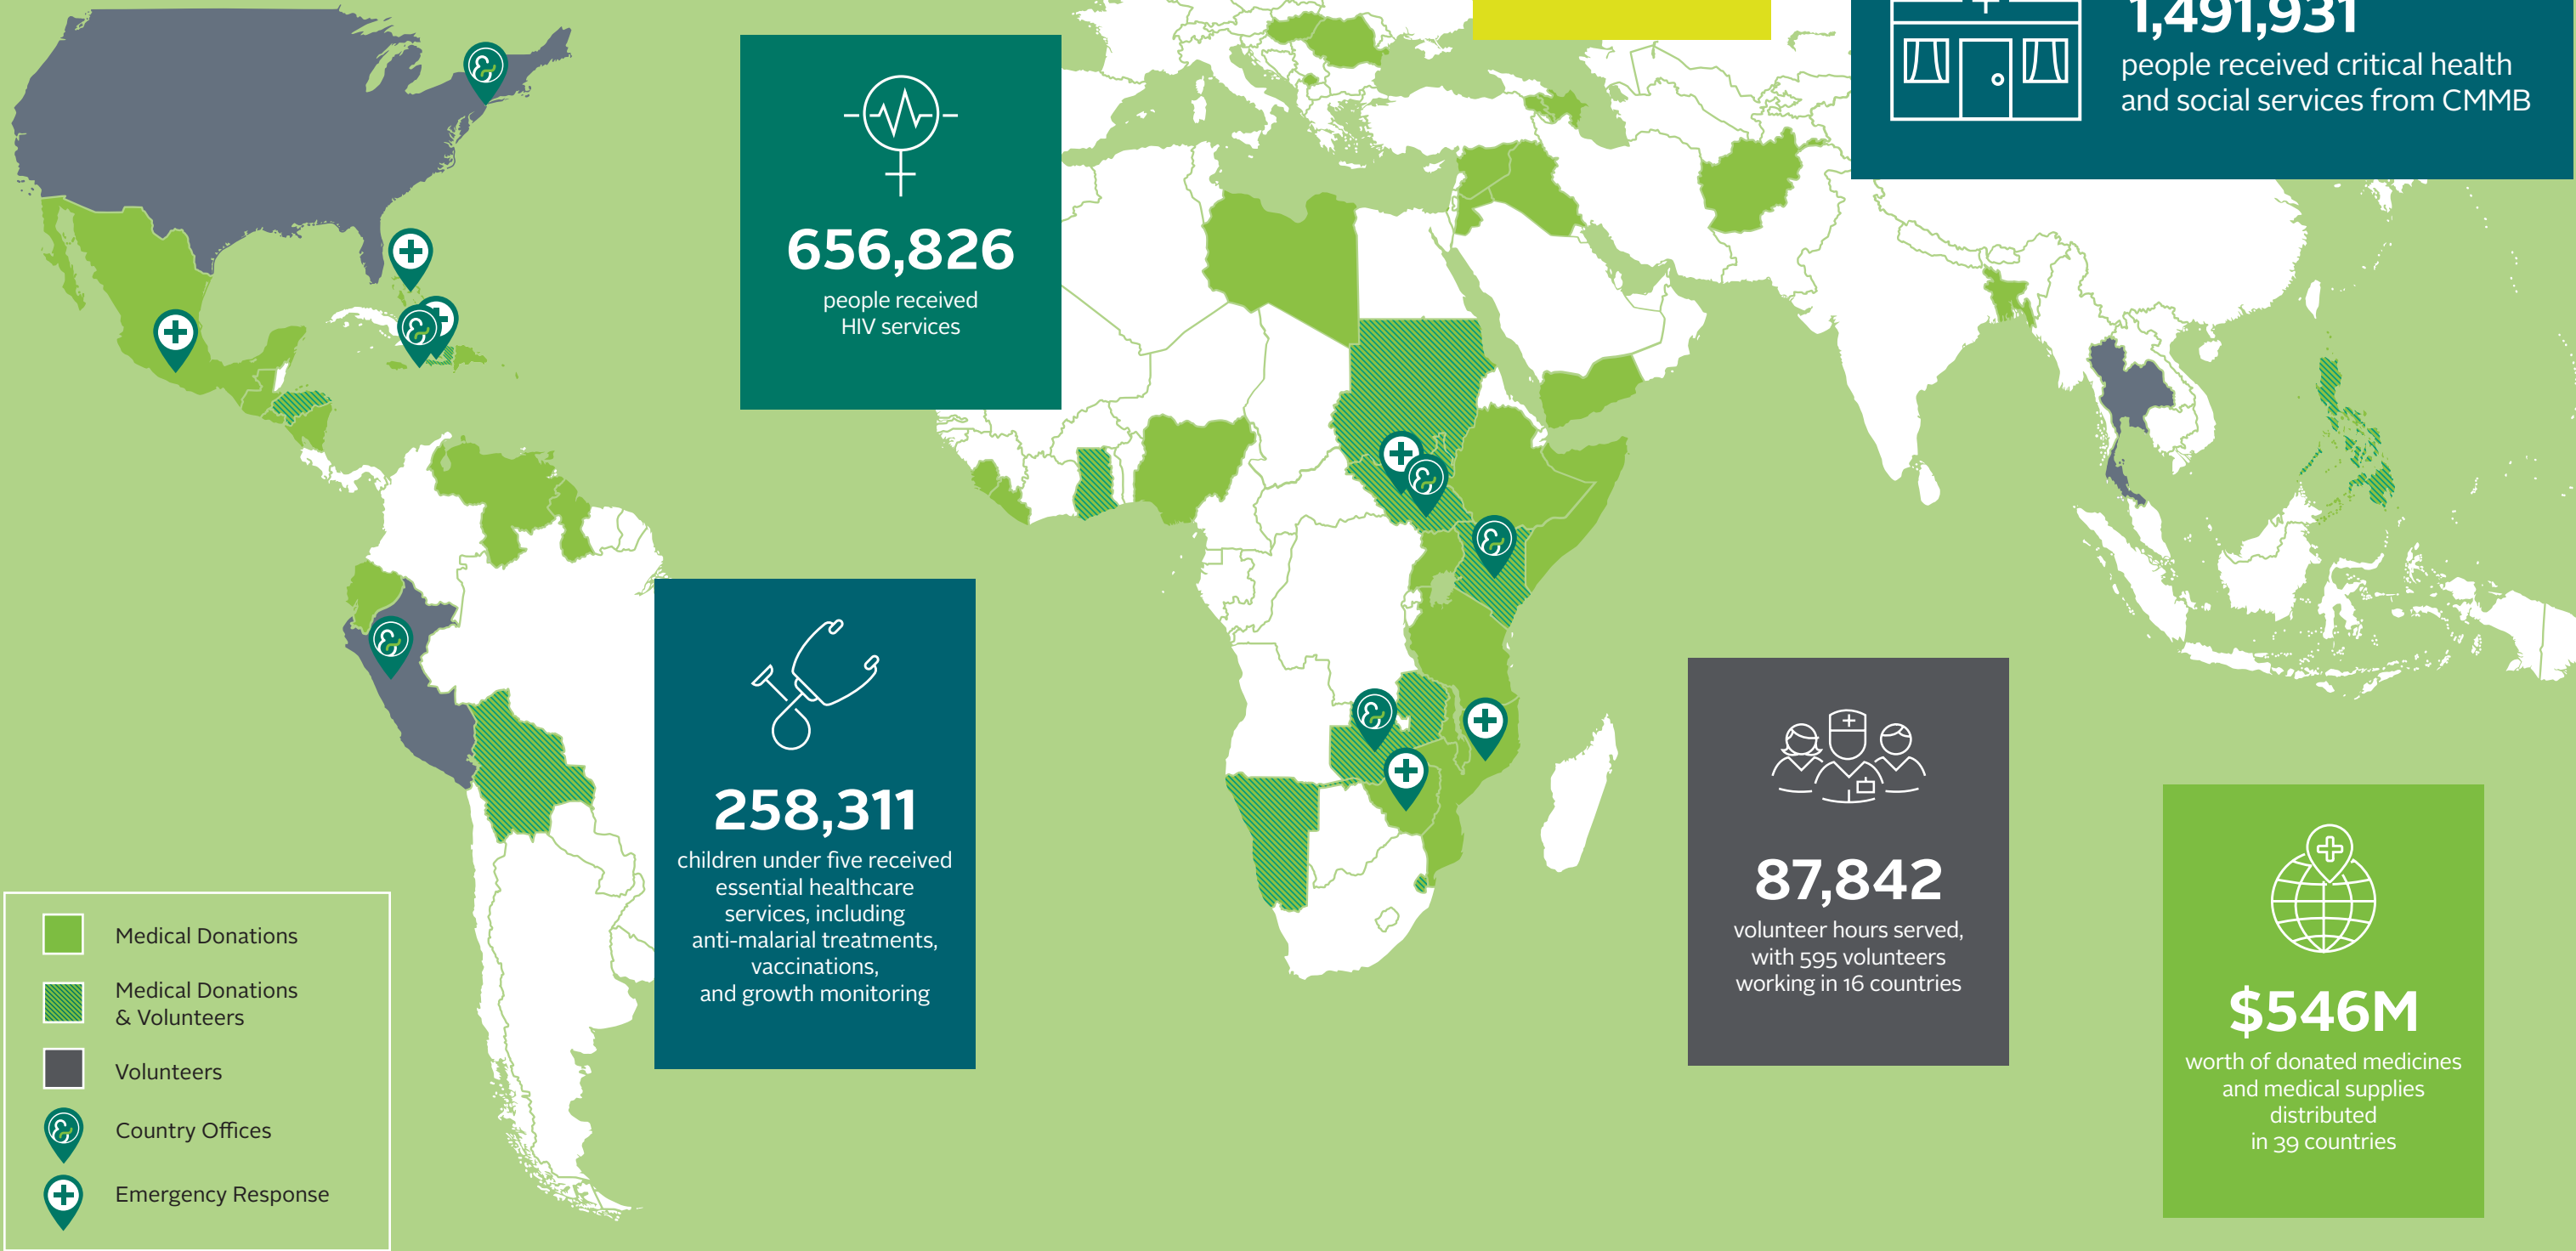 1,491,931
people received critical health
and social services from CMMB
656,826
people received
HIV services
258,311
children under five received
essential healthcare
services, including
anti-malarial treatments,
vaccinations,
and growth monitoring
87,842
volunteer hours served,
with 595 volunteers
working in 16 countries
$546M
worth of donated medicines
and medical supplies
distributed
in 39 countries
Medical Donations
Medical Donations
& Volunteers
Volunteers
Country Offices
Emergency Response